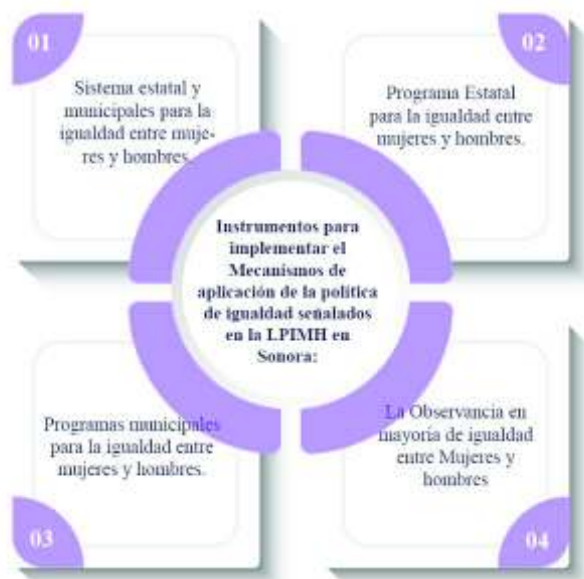 01
Sistema estatal y
municipales para la
igualdad entre muje-
res y hombres.
02
Programa Estatal
para la igualdad entre
mujeres y hombres.
Instrumentos para
implementar el
Mecanismos de
aplicación de la política
de igualdad señalados
en la LPIMH en
Sonora:
Programas municipales
para la igualdad entre
mujeres y hombres.
03
La Observancia en
mayoría de igualdad
entre Mujeres y
hombres
04